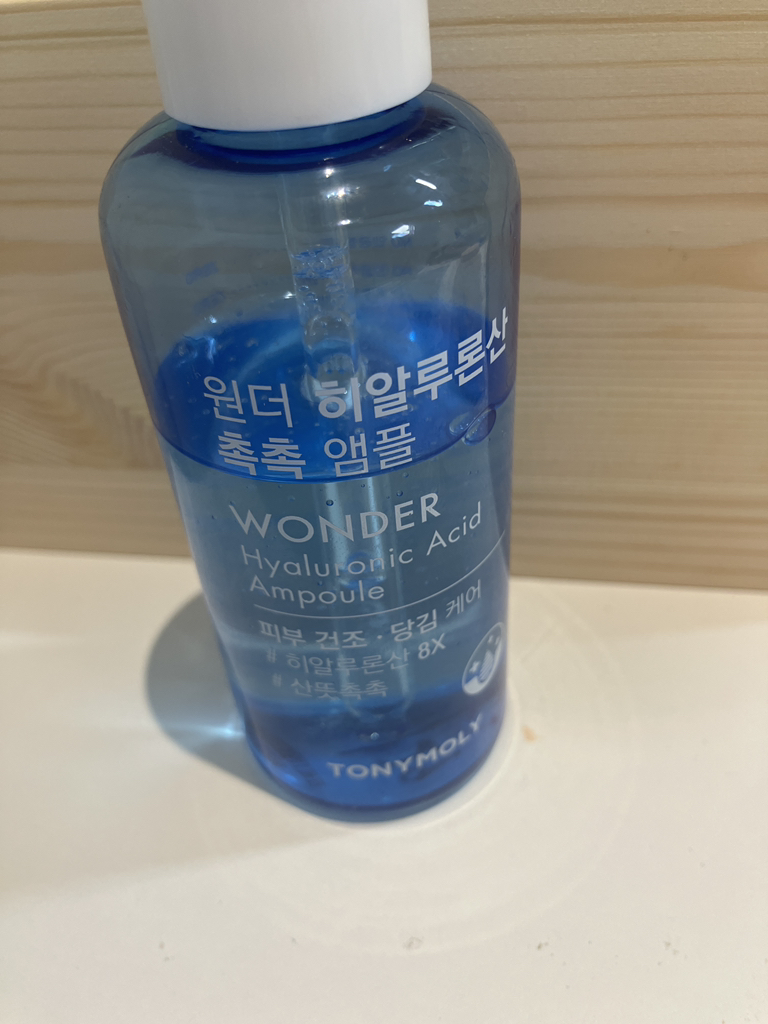 원더 히알루론산
촉촉 앰플
WONDER
Hyaluronic Acid
Ampoule
피부 건조 · 당김 케어
# 히알루론산 8X
# 산뜻촉촉
TONYMOLY